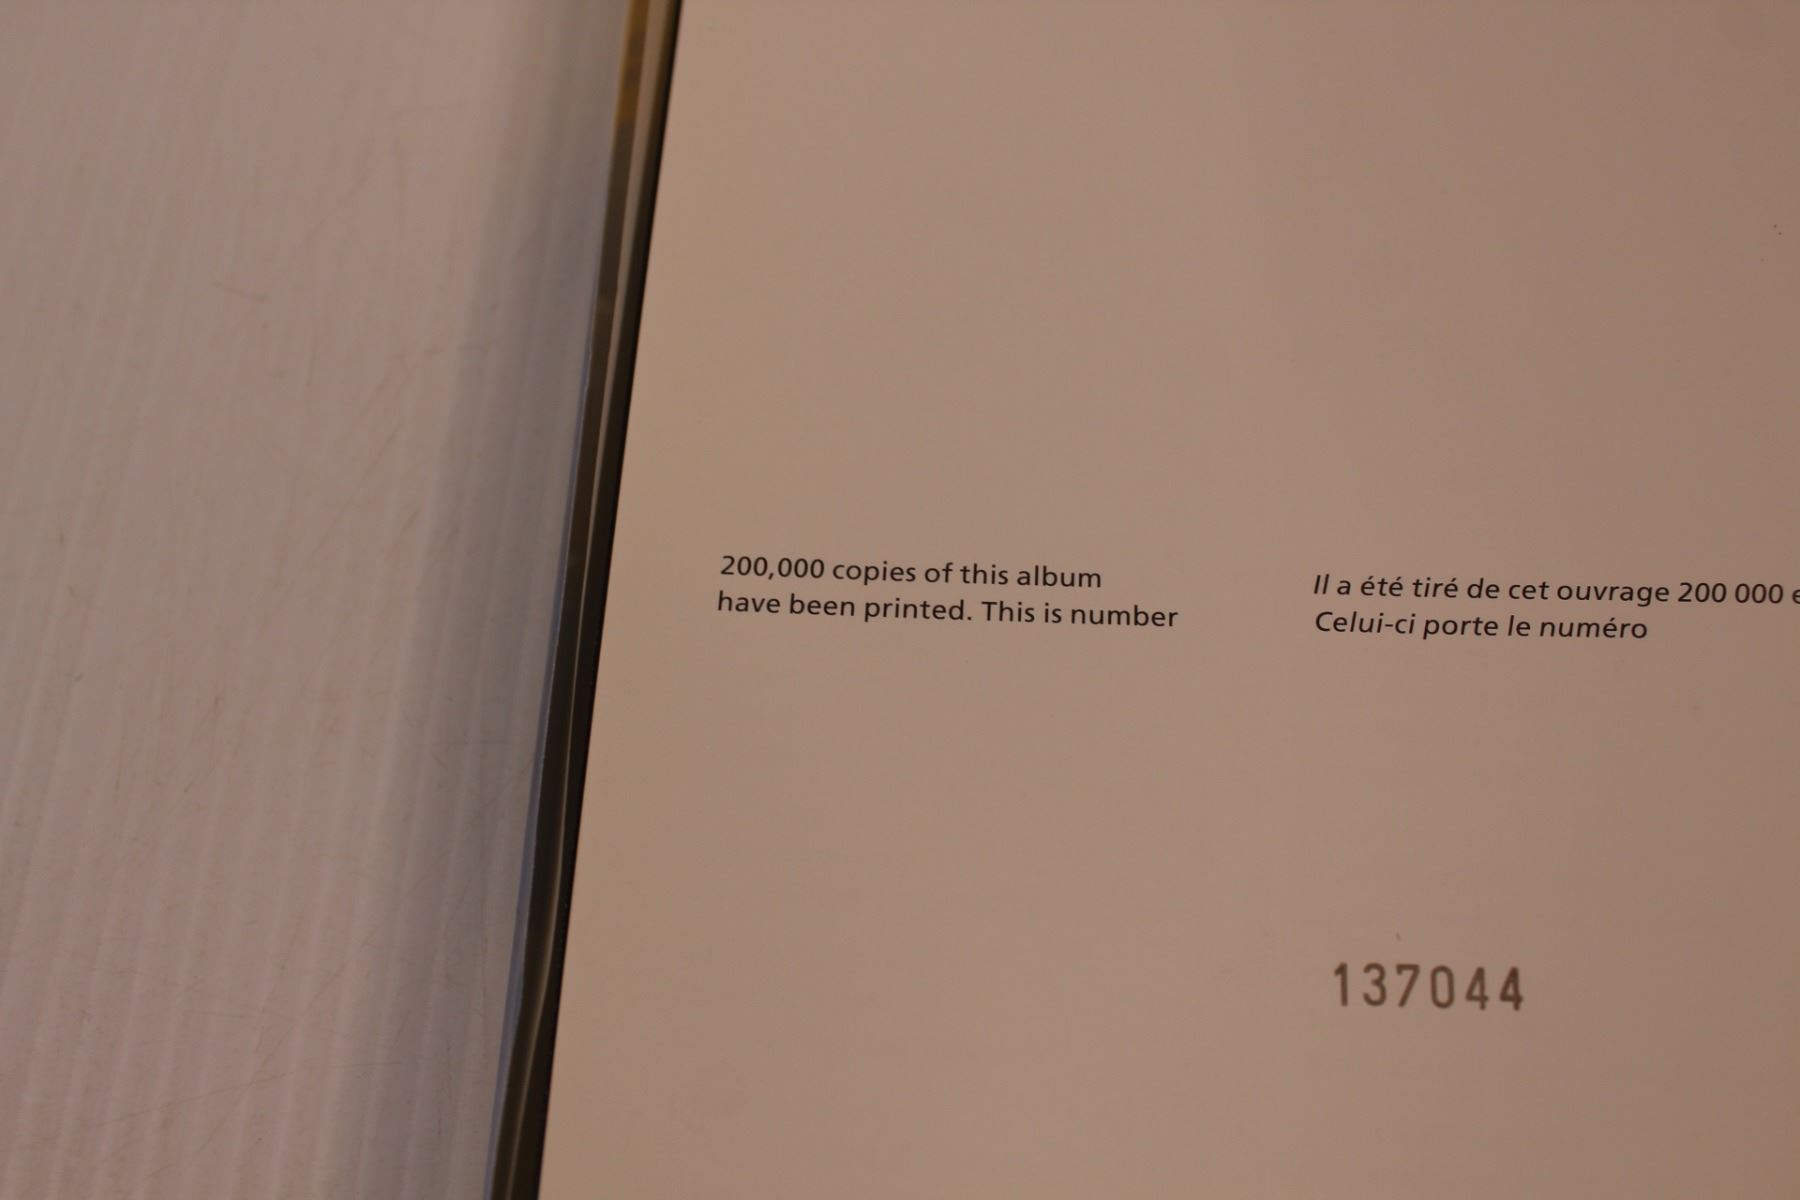 200,000 copies of this album
have been printed. This is number
Il a été tiré de cet ouvrage 200 000
Celui-ci porte le numéro
137044